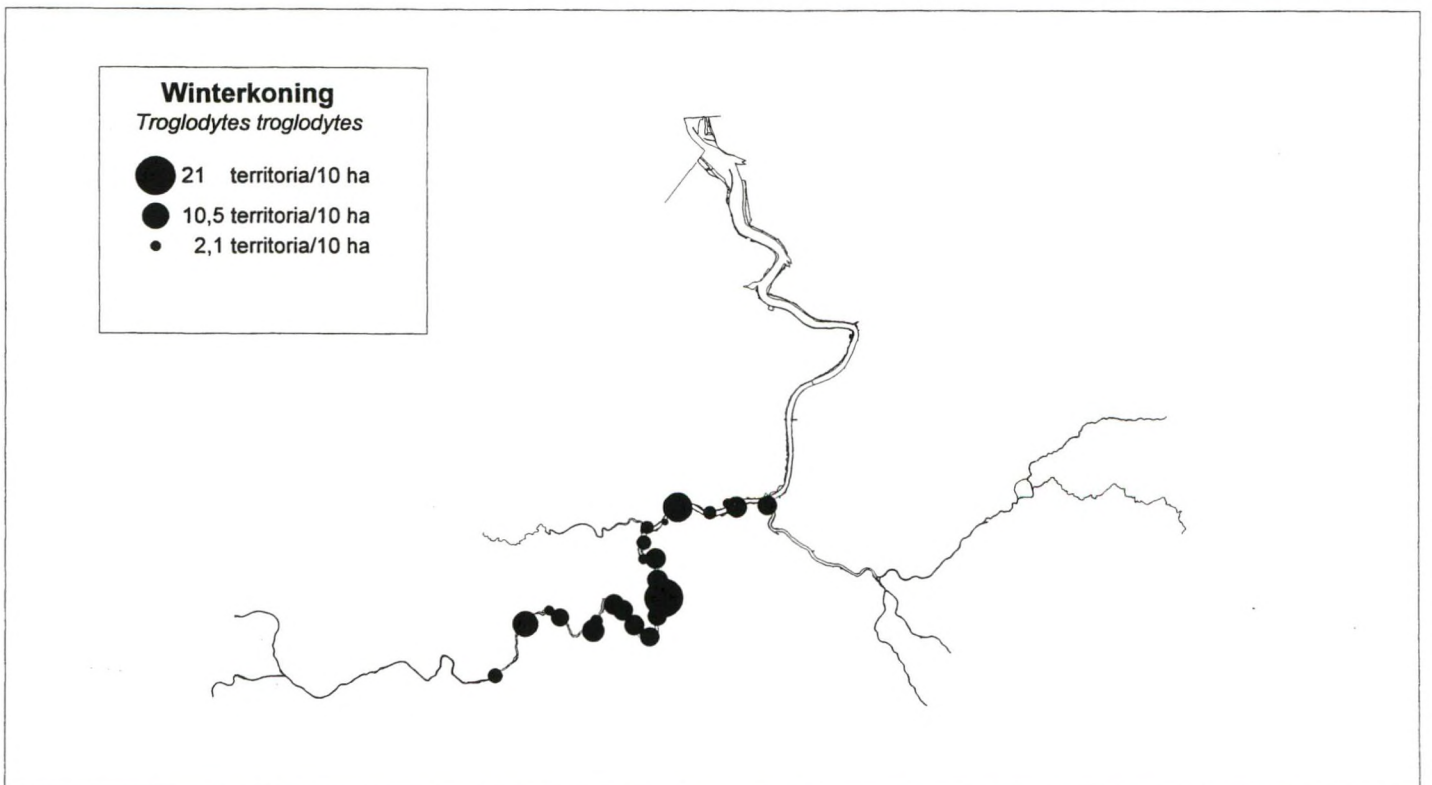 Winterkoning
Troglodytes troglodytes
21 territoria/10 ha
10,5 territoria/10 ha
2,1 territoria/10 ha